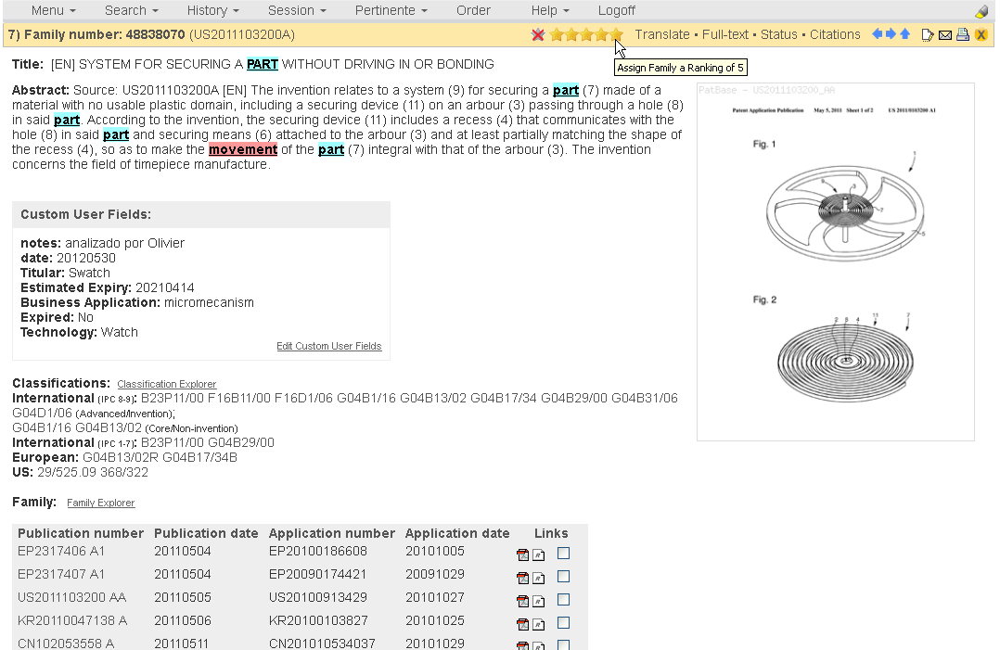 Menu Search History Session Pertinente Order Help Logoff
7) Family number: 48838070 (US2011103200A)
Translate • Full-text • Status • Citations
Assign Family a Ranking of 5
Title: [EN] SYSTEM FOR SECURING A PART WITHOUT DRIVING IN OR BONDING
Abstract: Source: US2011103200A [EN] The invention relates to a system (9) for securing a part (7) made of a
material with no usable plastic domain, including a securing device (11) on an arbour (3) passing through a hole (8)
in said part. According to the invention, the securing device (11) includes a recess (4) that communicates with the
hole (8) in said part and securing means (6) attached to the arbour (3) and at least partially matching the shape of
the recess (4), so as to make the movement of the part (7) integral with that of the arbour (3). The invention
concerns the field of timepiece manufacture.
PatBase - US2011103200_AA
Patent Application Publication May 5, 2011 Sheet 1 of 2 US 2011/0103200 A1
Fig. 1
1
9
3
7
5
Fig. 2
2 8 4 11 7
Custom User Fields:
notes: analizado por Olivier
date: 20120530
Titular: Swatch
Estimated Expiry: 20210414
Business Application: micromecanism
Expired: No
Technology: Watch
Edit Custom User Fields
Classifications: Classification Explorer
International (IPC 8-9): B23P11/00 F16B11/00 F16D1/06 G04B1/16 G04B13/02 G04B17/34 G04B29/00 G04B31/06
G04D1/06 (Advanced/Invention);
G04B1/16 G04B13/02 (Core/Non-invention)
International (IPC 1-7): B23P11/00 G04B29/00
European: G04B13/02R G04B17/34B
US: 29/525.09 368/322
Family: Family Explorer
Publication number Publication date Application number Application date Links
EP2317406 A1 20110504 EP20100186608 20101005
EP2317407 A1 20110504 EP20090174421 20091029
US2011103200 AA 20110505 US20100913429 20101027
KR20110047138 A 20110506 KR20100103827 20101025
CN102053558 A 20110511 CN201010534037 20101029